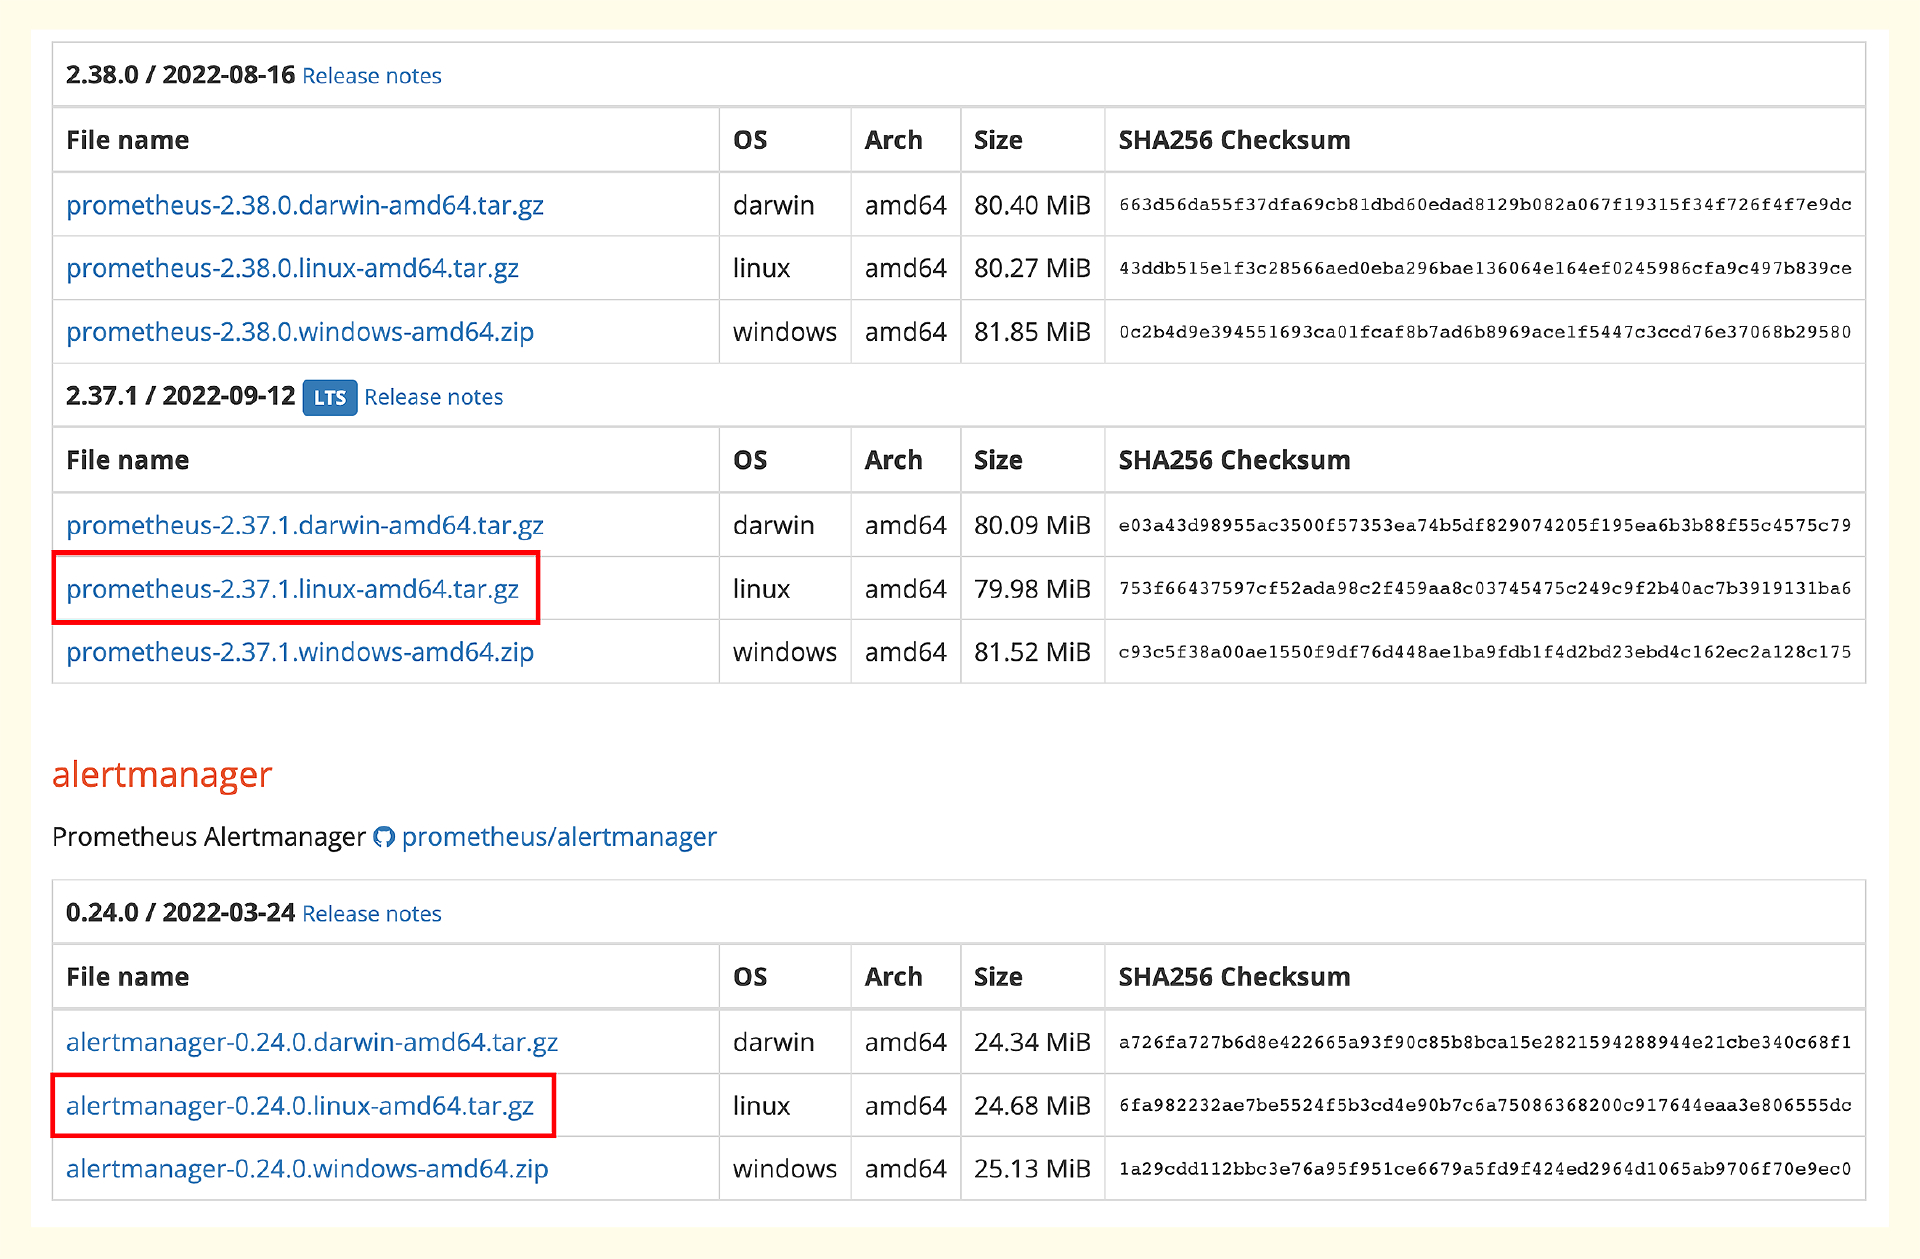 2.38.0 / 2022-08-16 Release notes
File name OS Arch Size SHA256 Checksum
prometheus-2.38.0.darwin-amd64.tar.gz darwin amd64 80.40 MiB 663d56da55f37dfa69cb81dbd60edad8129b082a067f19315f34f726f4f7e9dc
prometheus-2.38.0.linux-amd64.tar.gz linux amd64 80.27 MiB 43ddb515e1f3c28566aed0eba296bae136064e164ef0245986cfa9c497b839ce
prometheus-2.38.0.windows-amd64.zip windows amd64 81.85 MiB 0c2b4d9e394551693ca01fcaf8b7ad6b8969ace1f5447c3ccd76e37068b29580
2.37.1 / 2022-09-12 LTS Release notes
File name OS Arch Size SHA256 Checksum
prometheus-2.37.1.darwin-amd64.tar.gz darwin amd64 80.09 MiB e03a43d98955ac3500f57353ea74b5df829074205f195ea6b3b88f55c4575c79
prometheus-2.37.1.linux-amd64.tar.gz linux amd64 79.98 MiB 753f66437597cf52ada98c2f459aa8c03745475c249c9f2b40ac7b3919131ba6
prometheus-2.37.1.windows-amd64.zip windows amd64 81.52 MiB c93c5f38a00ae1550f9df76d448ae1ba9fdb1f4d2bd23ebd4c162ec2a128c175
alertmanager
Prometheus Alertmanager prometheus/alertmanager
0.24.0 / 2022-03-24 Release notes
File name OS Arch Size SHA256 Checksum
alertmanager-0.24.0.darwin-amd64.tar.gz darwin amd64 24.34 MiB a726fa727b6d8e422665a93f90c85b8bca15e2821594288944e21cbe340c68f1
alertmanager-0.24.0.linux-amd64.tar.gz linux amd64 24.68 MiB 6fa982232ae7be5524f5b3cd4e90b7c6a75086368200c917644eaa3e806555dc
alertmanager-0.24.0.windows-amd64.zip windows amd64 25.13 MiB 1a29cdd112bbc3e76a95f951ce6679a5fd9f424ed2964d1065ab9706f70e9ec0